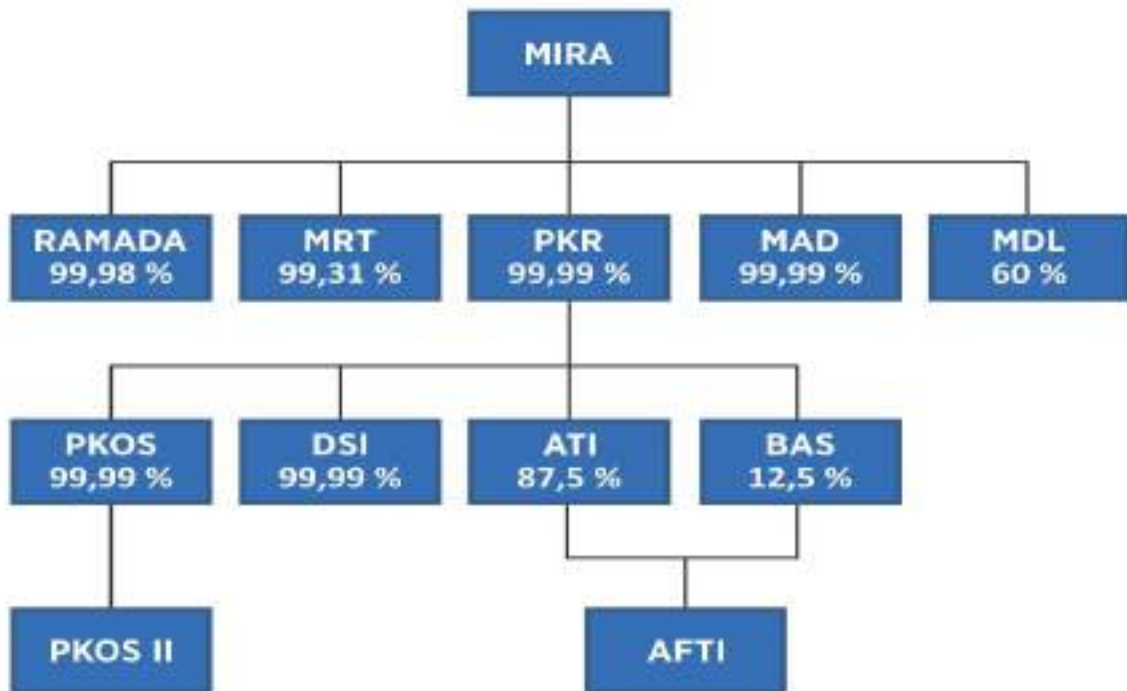 MIRA
RAMADA
99,98 %
MRT
99,31 %
PKR
99,99 %
MAD
99,99 %
MDL
60 %
PKOS
99,99 %
DSI
99,99 %
ATI
87,5 %
BAS
12,5 %
PKOS II
AFTI